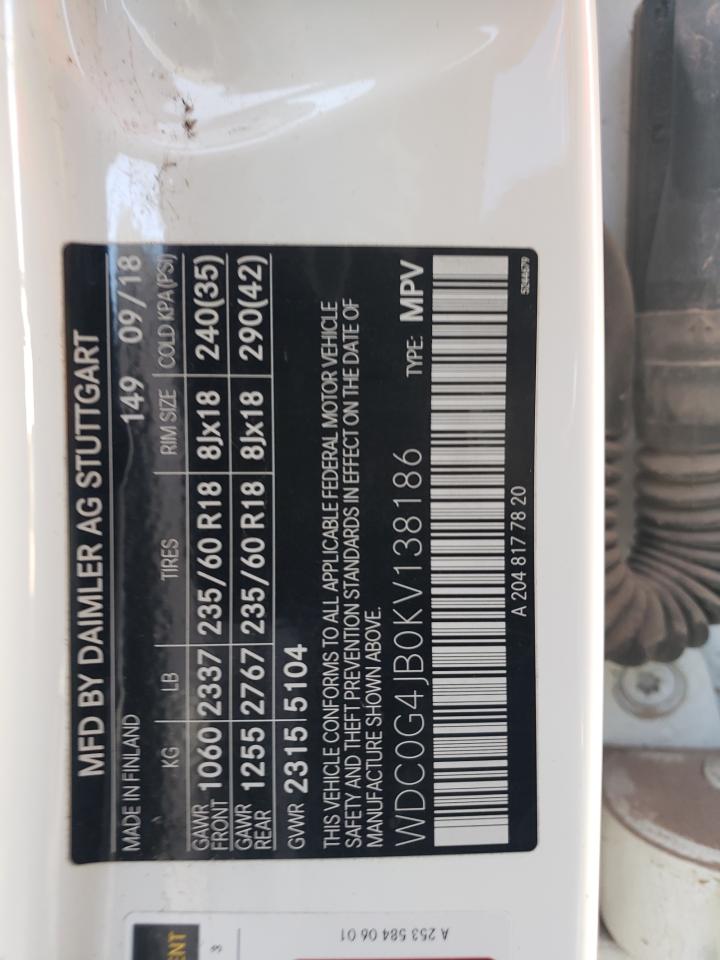 MFD BY DAIMLER AG STUTTGART
MADE IN FINLAND 149 09/18
KG LB TIRES RIM SIZE COLD KPA(PSI)
GAWR FRONT 1060 2337 235/60 R18 8Jx18 240(35)
GAWR REAR 1255 2767 235/60 R18 8Jx18 290(42)
GVWR 2315 5104
THIS VEHICLE CONFORMS TO ALL APPLICABLE FEDERAL MOTOR VEHICLE
SAFETY AND THEFT PREVENTION STANDARDS IN EFFECT ON THE DATE OF
MANUFACTURE SHOWN ABOVE.
WDC0G4JB0KV138186 TYPE: MPV
A 204 817 78 20
5244679
ENT
3
A 253 584 06 01